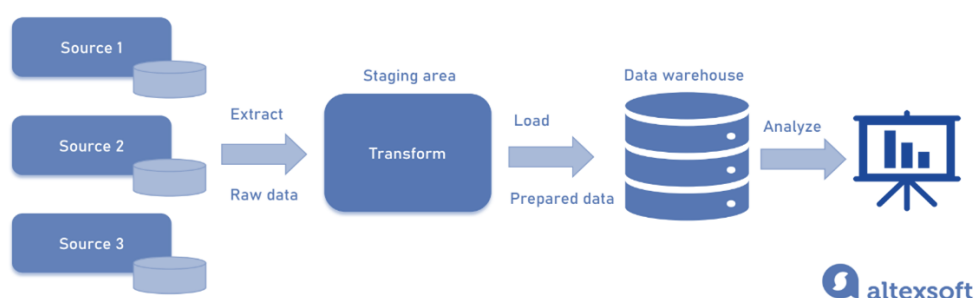 Source 1
Source 2
Source 3
Extract
Raw data
Staging area
Transform
Load
Prepared data
Data warehouse
Analyze
altexsoft